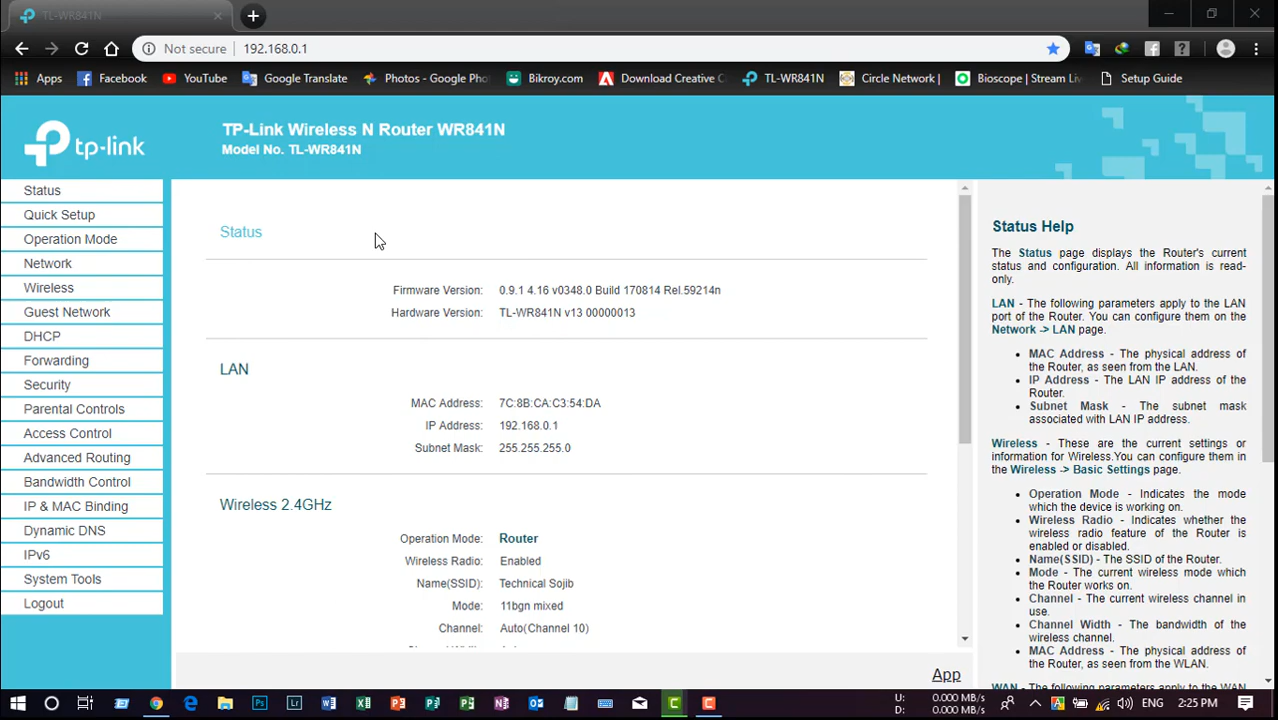 TL-WR841N
Not secure | 192.168.0.1
Apps Facebook YouTube Google Translate Photos - Google Pho Bikroy.com Download Creative C TL-WR841N Circle Network | Bioscope | Stream Liv Setup Guide
tp-link
TP-Link Wireless N Router WR841N
Model No. TL-WR841N
Status
Quick Setup
Operation Mode
Network
Wireless
Guest Network
DHCP
Forwarding
Security
Parental Controls
Access Control
Advanced Routing
Bandwidth Control
IP & MAC Binding
Dynamic DNS
IPv6
System Tools
Logout
Status
Firmware Version: 0.9.1 4.16 v0348.0 Build 170814 Rel.59214n
Hardware Version: TL-WR841N v13 00000013
LAN
MAC Address: 7C:8B:CA:C3:54:DA
IP Address: 192.168.0.1
Subnet Mask: 255.255.255.0
Wireless 2.4GHz
Operation Mode: Router
Wireless Radio: Enabled
Name(SSID): Technical Sojib
Mode: 11bgn mixed
Channel: Auto(Channel 10)
App
Status Help
The Status page displays the Router's current
status and configuration. All information is read-
only.
LAN - The following parameters apply to the LAN
port of the Router. You can configure them on the
Network -> LAN page.
• MAC Address - The physical address of
the Router, as seen from the LAN.
• IP Address - The LAN IP address of the
Router.
• Subnet Mask - The subnet mask
associated with LAN IP address.
Wireless - These are the current settings or
information for Wireless.You can configure them in
the Wireless -> Basic Settings page.
• Operation Mode - Indicates the mode
which the device is working on.
• Wireless Radio - Indicates whether the
wireless radio feature of the Router is
enabled or disabled.
• Name(SSID) - The SSID of the Router.
• Mode - The current wireless mode which
the Router works on.
• Channel - The current wireless channel in
use.
• Channel Width - The bandwidth of the
wireless channel.
• MAC Address - The physical address of
the Router, as seen from the WLAN.
U: 0.000 MB/s
D: 0.000 MB/s
ENG 2:25 PM